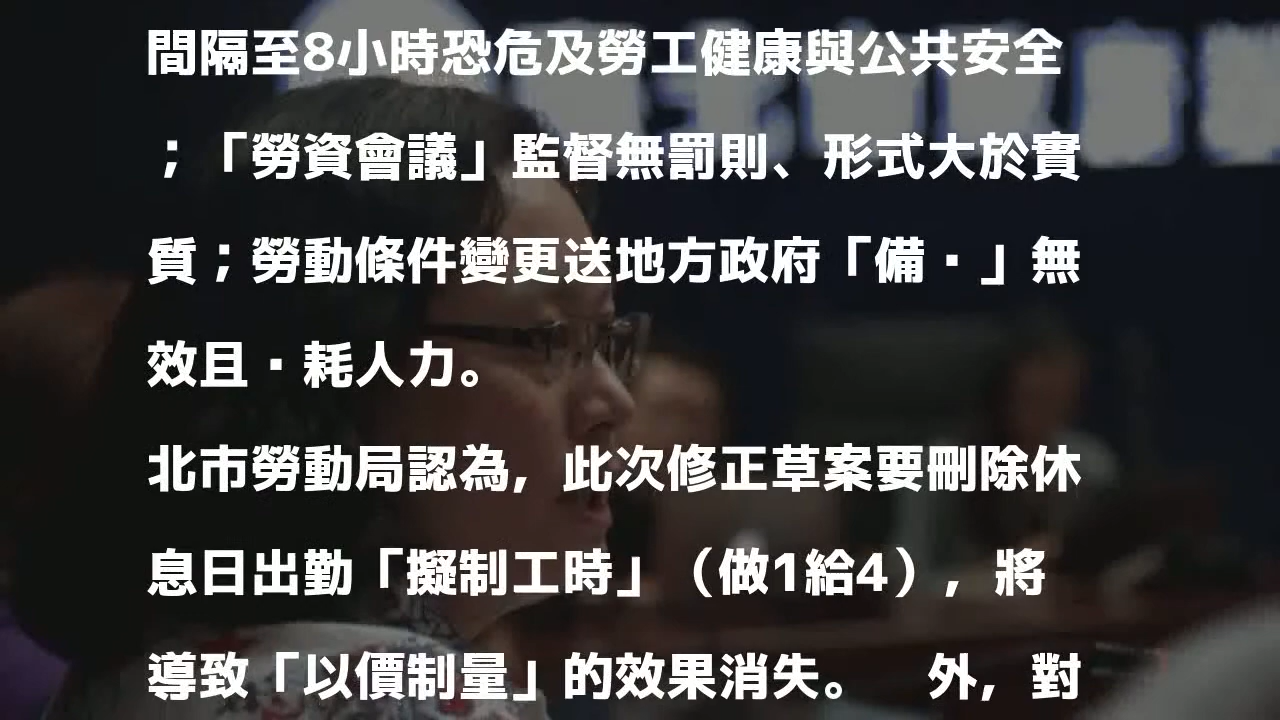 間隔至8小時恐危及勞工健康與公共安全
；「勞資會議」監督無罰則、形式大於實
質；勞動條件變更送地方政府「備·」無
效且·耗人力。
北市勞動局認為，此次修正草案要刪除休
息日出勤「擬制工時」（做1給4），將
導致「以價制量」的效果消失。　外，對